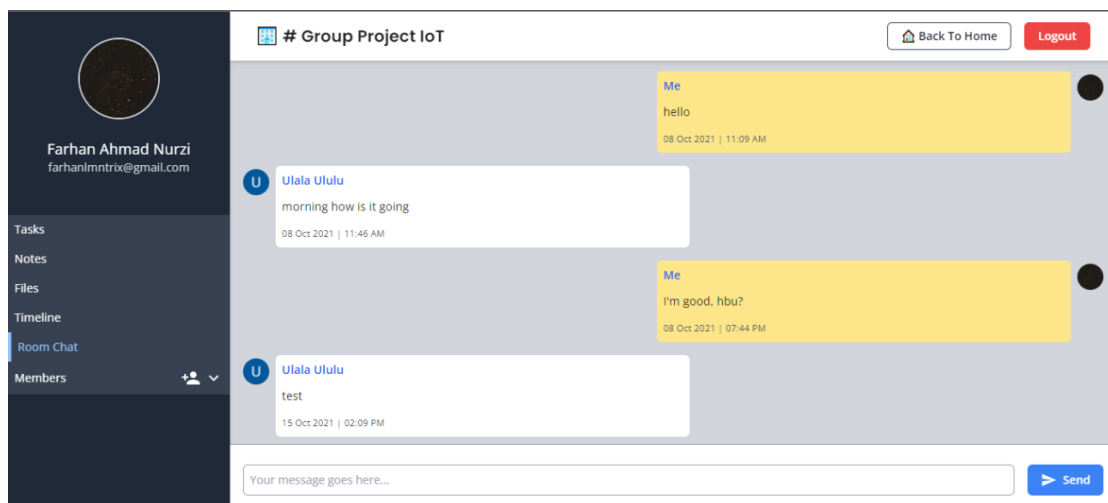 Farhan Ahmad Nurzi
farhanlmntrix@gmail.com
Tasks
Notes
Files
Timeline
Room Chat
Members
# Group Project IoT
Back To Home
Logout
Me
hello
08 Oct 2021 | 11:09 AM
U
Ulala Ululu
morning how is it going
08 Oct 2021 | 11:46 AM
Me
I'm good, hbu?
08 Oct 2021 | 07:44 PM
U
Ulala Ululu
test
15 Oct 2021 | 02:09 PM
Your message goes here...
Send